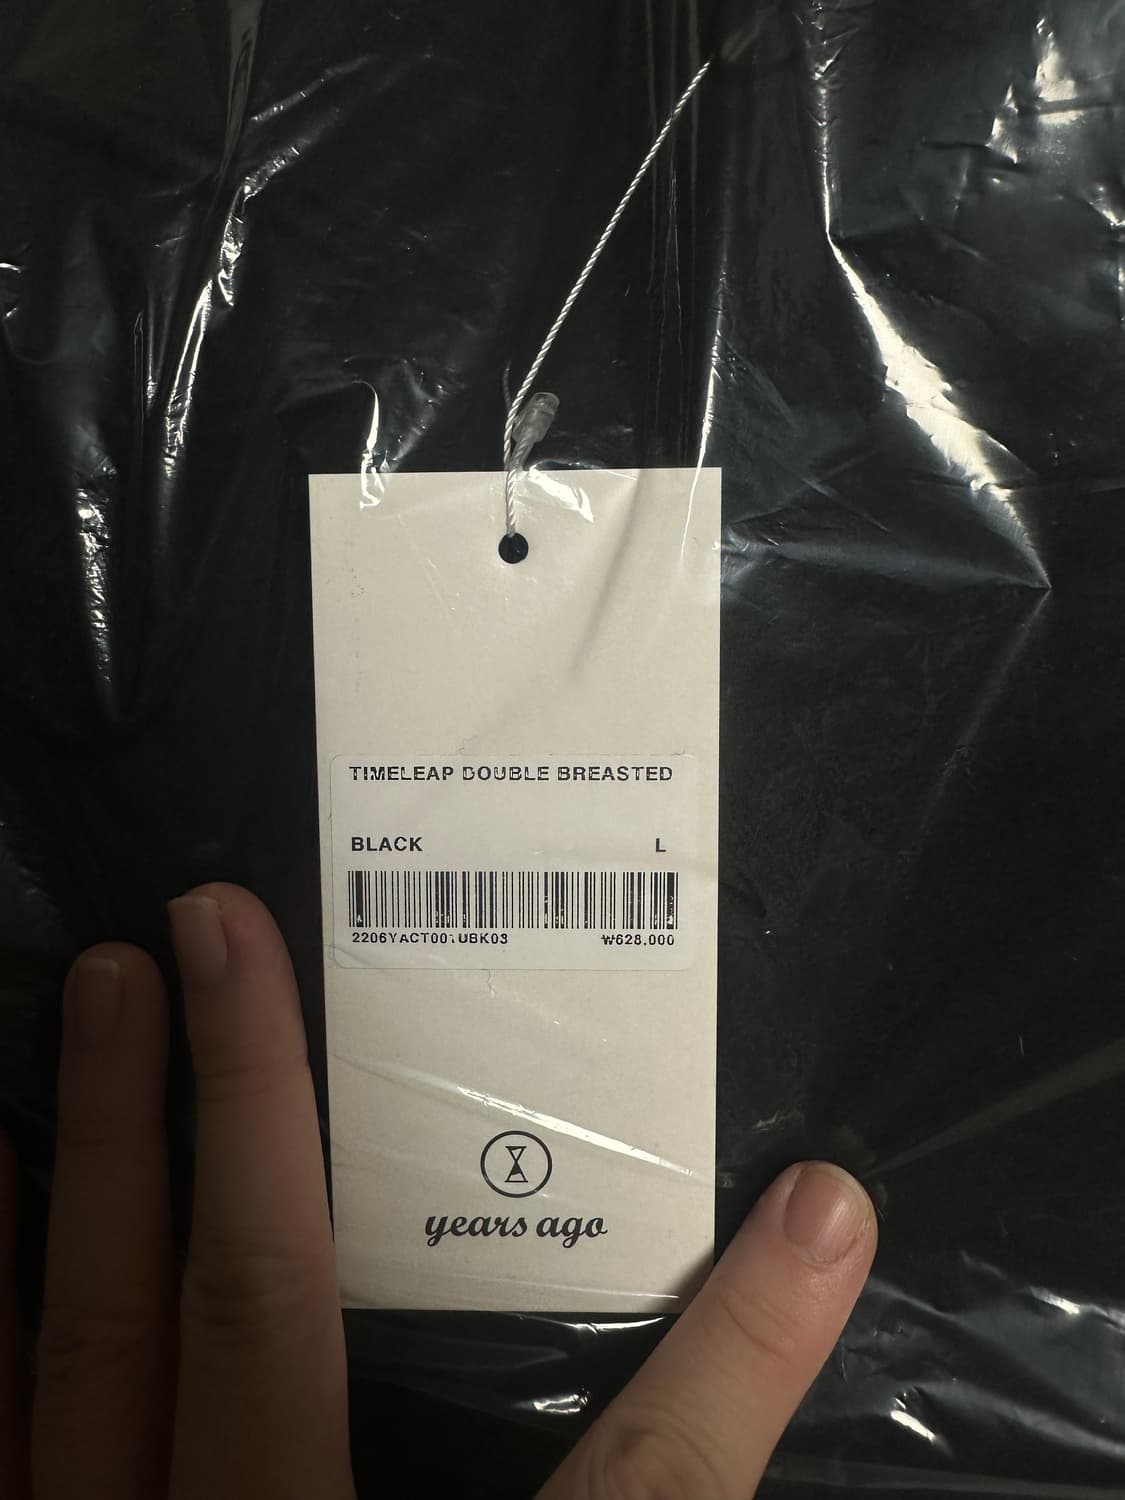 TIMELEAP DOUBLE BREASTED
BLACK L
2206YACT001UBK03 ₩628,000
years ago